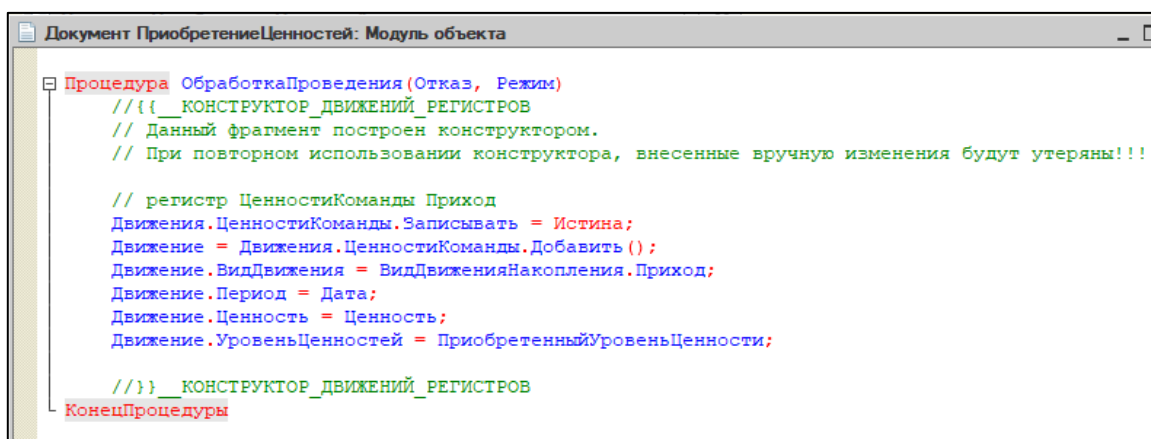 Документ ПриобретениеЦенностей: Модуль объекта
Процедура ОбработкаПроведения(Отказ, Режим)
//{{__КОНСТРУКТОР_ДВИЖЕНИЙ_РЕГИСТРОВ
// Данный фрагмент построен конструктором.
// При повторном использовании конструктора, внесенные вручную изменения будут утеряны!!!
// регистр ЦенностиКоманды Приход
Движения.ЦенностиКоманды.Записывать = Истина;
Движение = Движения.ЦенностиКоманды.Добавить();
Движение.ВидДвижения = ВидДвиженияНакопления.Приход;
Движение.Период = Дата;
Движение.Ценность = Ценность;
Движение.УровеньЦенностей = ПриобретенныйУровеньЦенности;
//}}__КОНСТРУКТОР_ДВИЖЕНИЙ_РЕГИСТРОВ
КонецПроцедуры